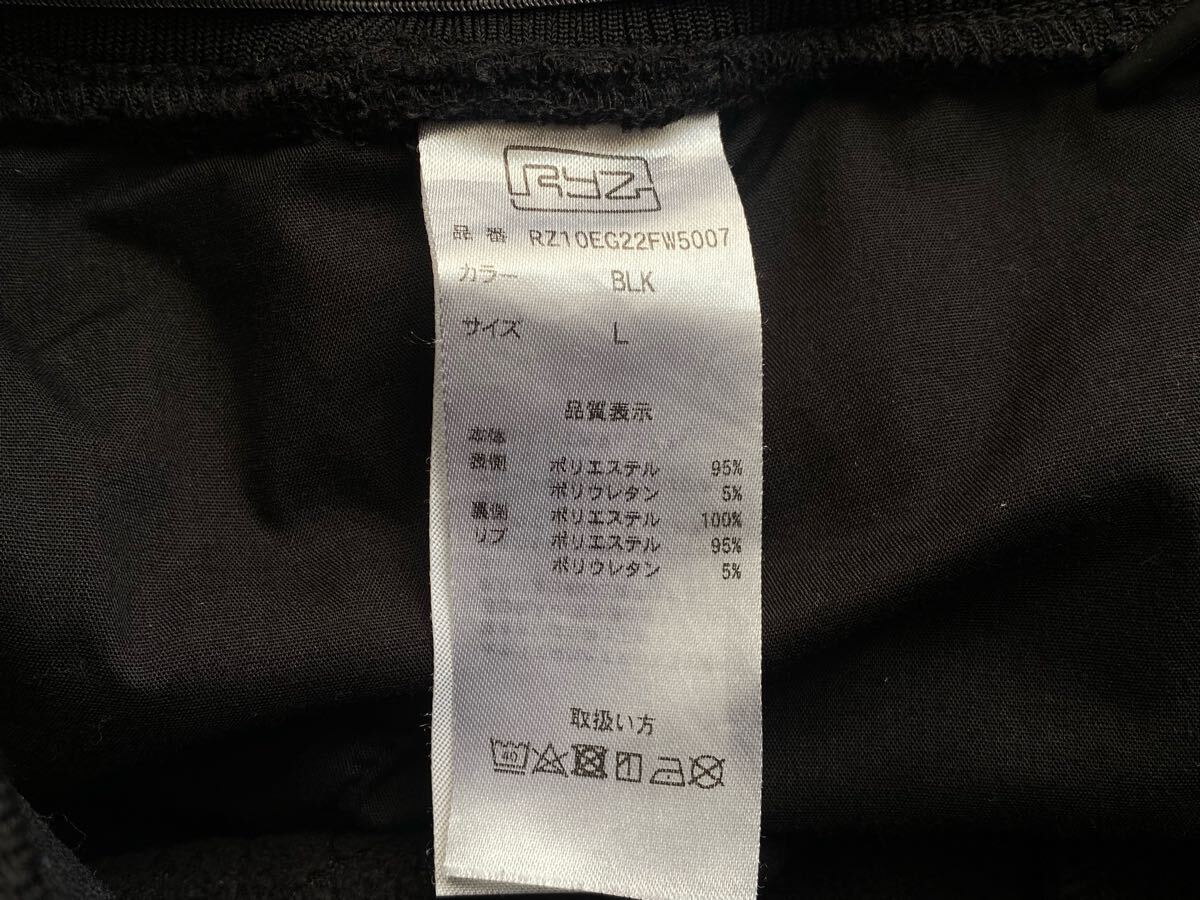 RYZ
品番 RZ10EG22FW5007
カラー BLK
サイズ L
品質表示
本体
表側 ポリエステル 95%
ポリウレタン 5%
裏側 ポリエステル 100%
リブ ポリエステル 95%
ポリウレタン 5%
取扱い方
40